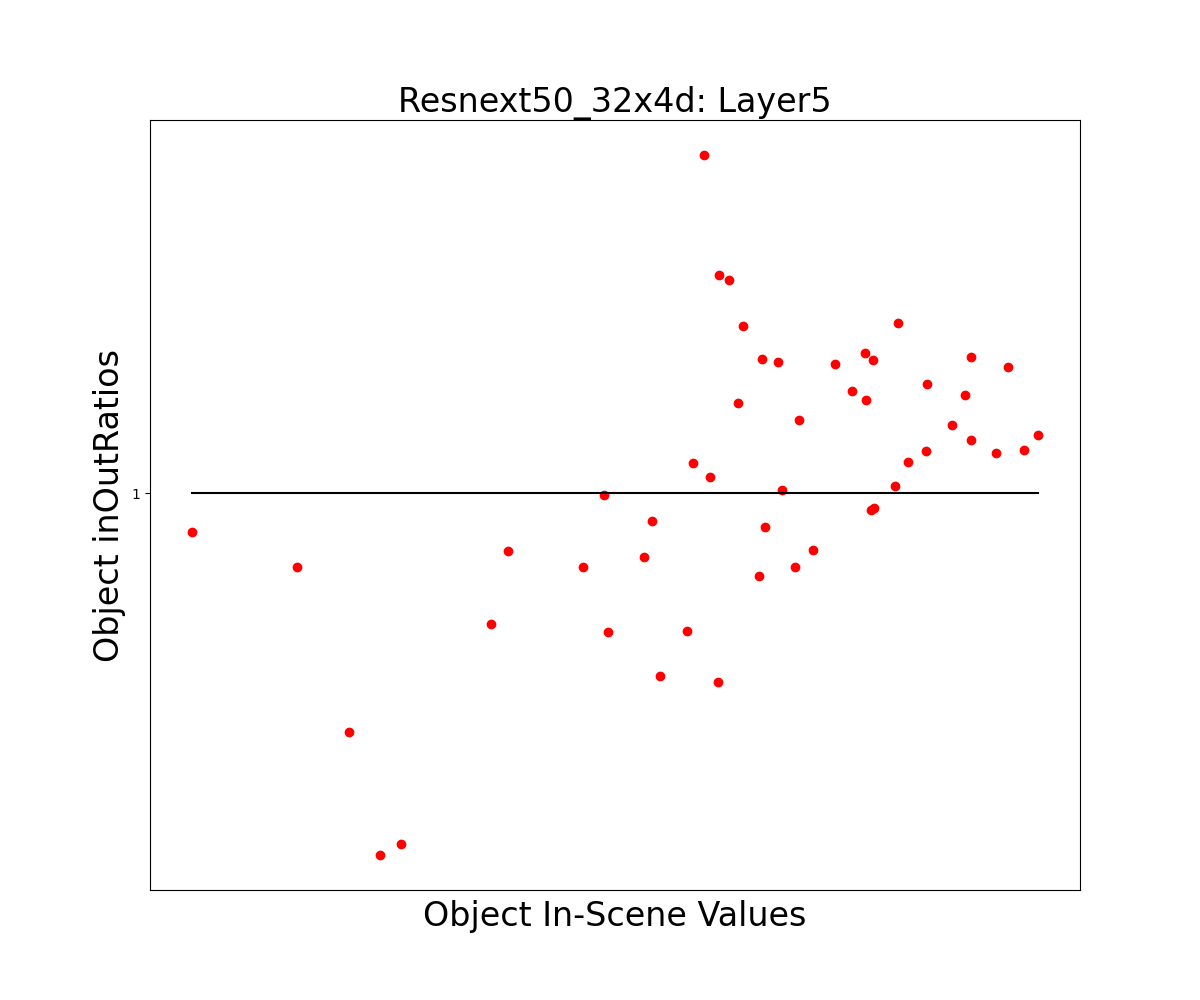 Resnext50_32x4d: Layer5
Object inOutRatios
1
Object In-Scene Values